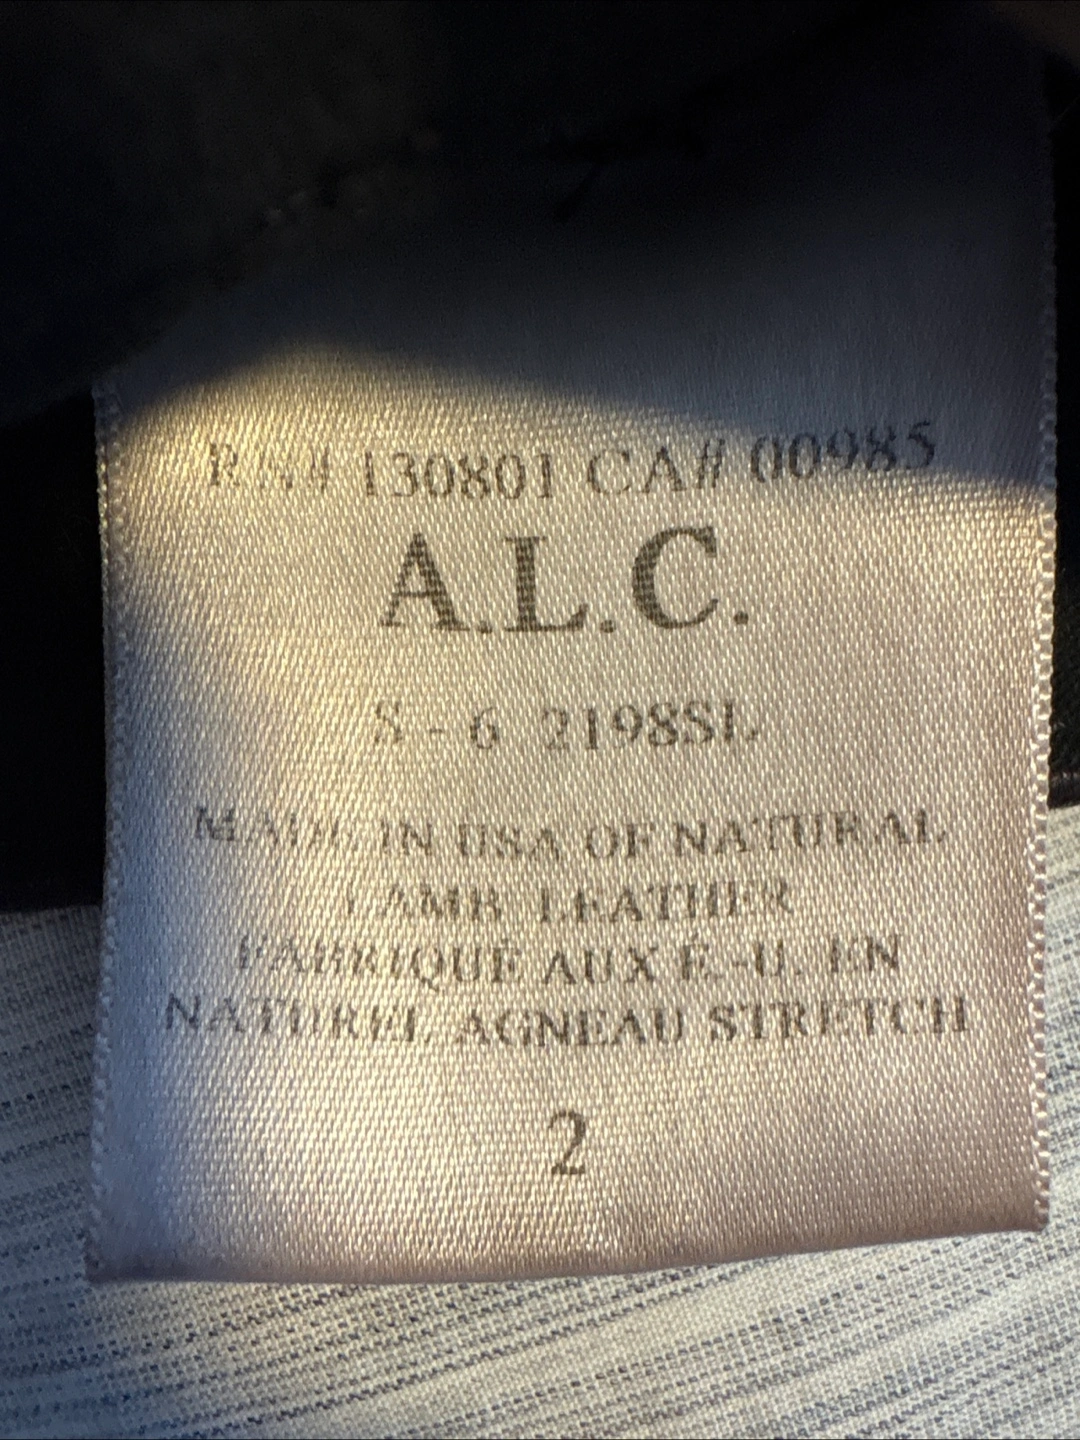 RN# 130801 CA# 00985
A.L.C.
S - 6 2198SL
MADE IN USA OF NATURAL
LAMB LEATHER
FABRIQUÉ AUX É.-U. EN
NATUREL AGNEAU STRETCH
2